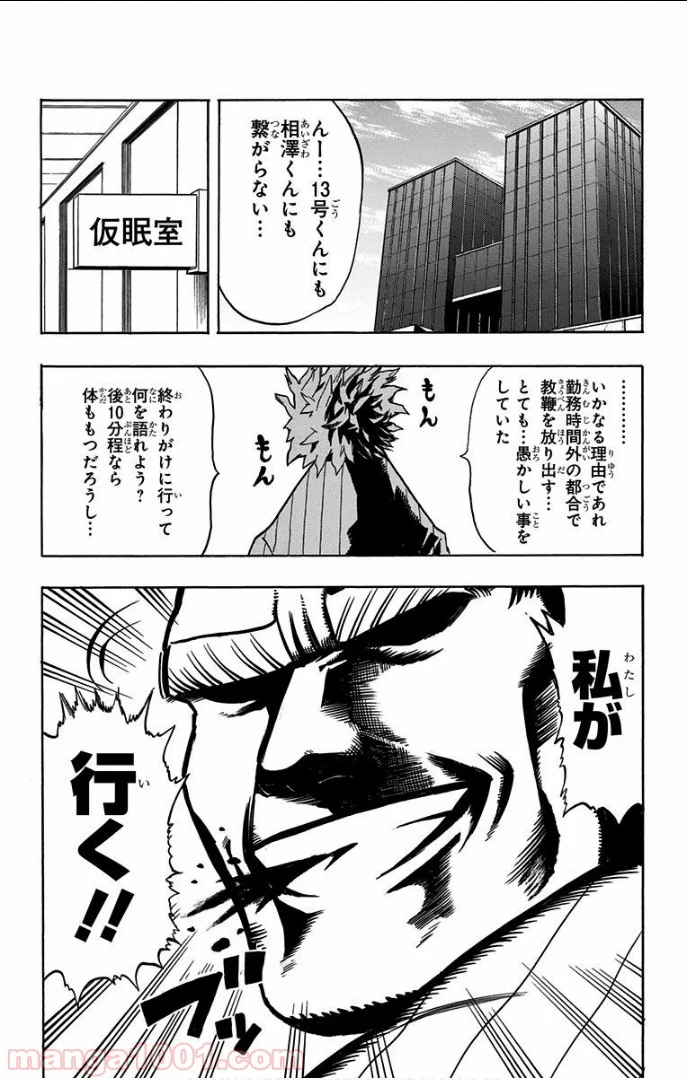 んー…13号くんにも
相澤くんにも
繋がらない…
仮眠室
…………
いかなる理由であれ
勤務時間外の都合で
教鞭を放り出す…
とても…愚かしい事を
していた
もん
もん
終わりがけに行って
何を語れよう？
後10分程なら
体ももつだろうし…
私が
行く!!
ブッ
manga1001.com